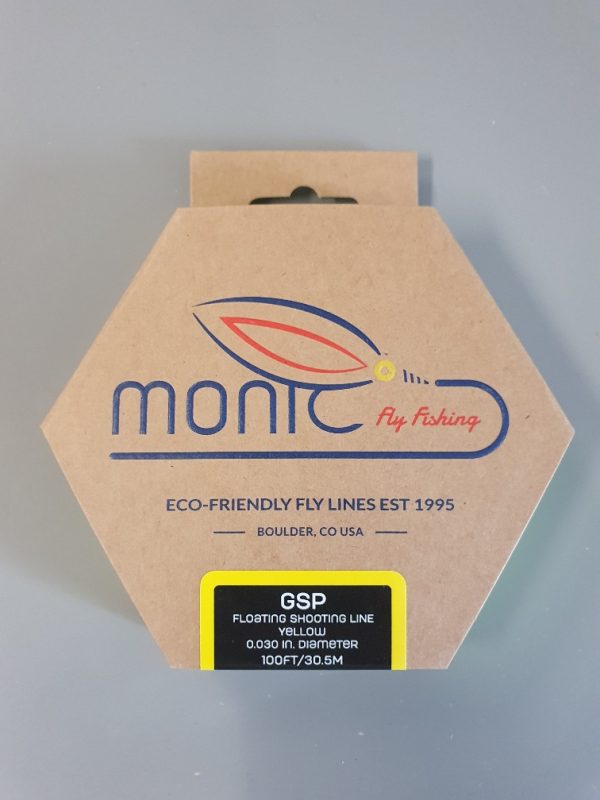 monic
Fly Fishing
ECO-FRIENDLY FLY LINES EST 1995
BOULDER, CO USA
GSP
FLOATING SHOOTING LINE
YELLOW
0.030 IN. DIAMETER
100FT/30.5M